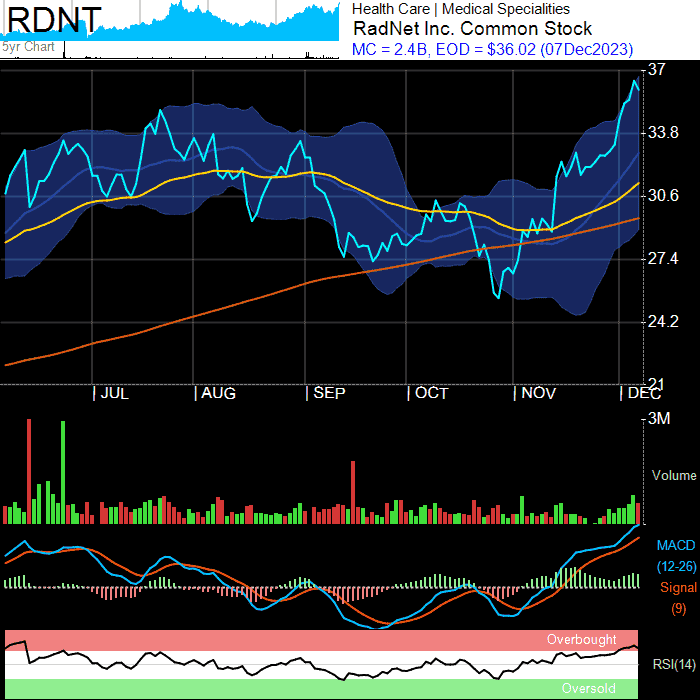 RDNT
5yr Chart
Health Care | Medical Specialities
RadNet Inc. Common Stock
MC = 2.4B, EOD = $36.02 (07Dec2023)
37
33.8
30.6
27.4
24.2
21
| JUL | AUG | SEP | OCT | NOV | DEC
3M
Volume
MACD
(12-26)
Signal
(9)
Overbought
RSI(14)
Oversold